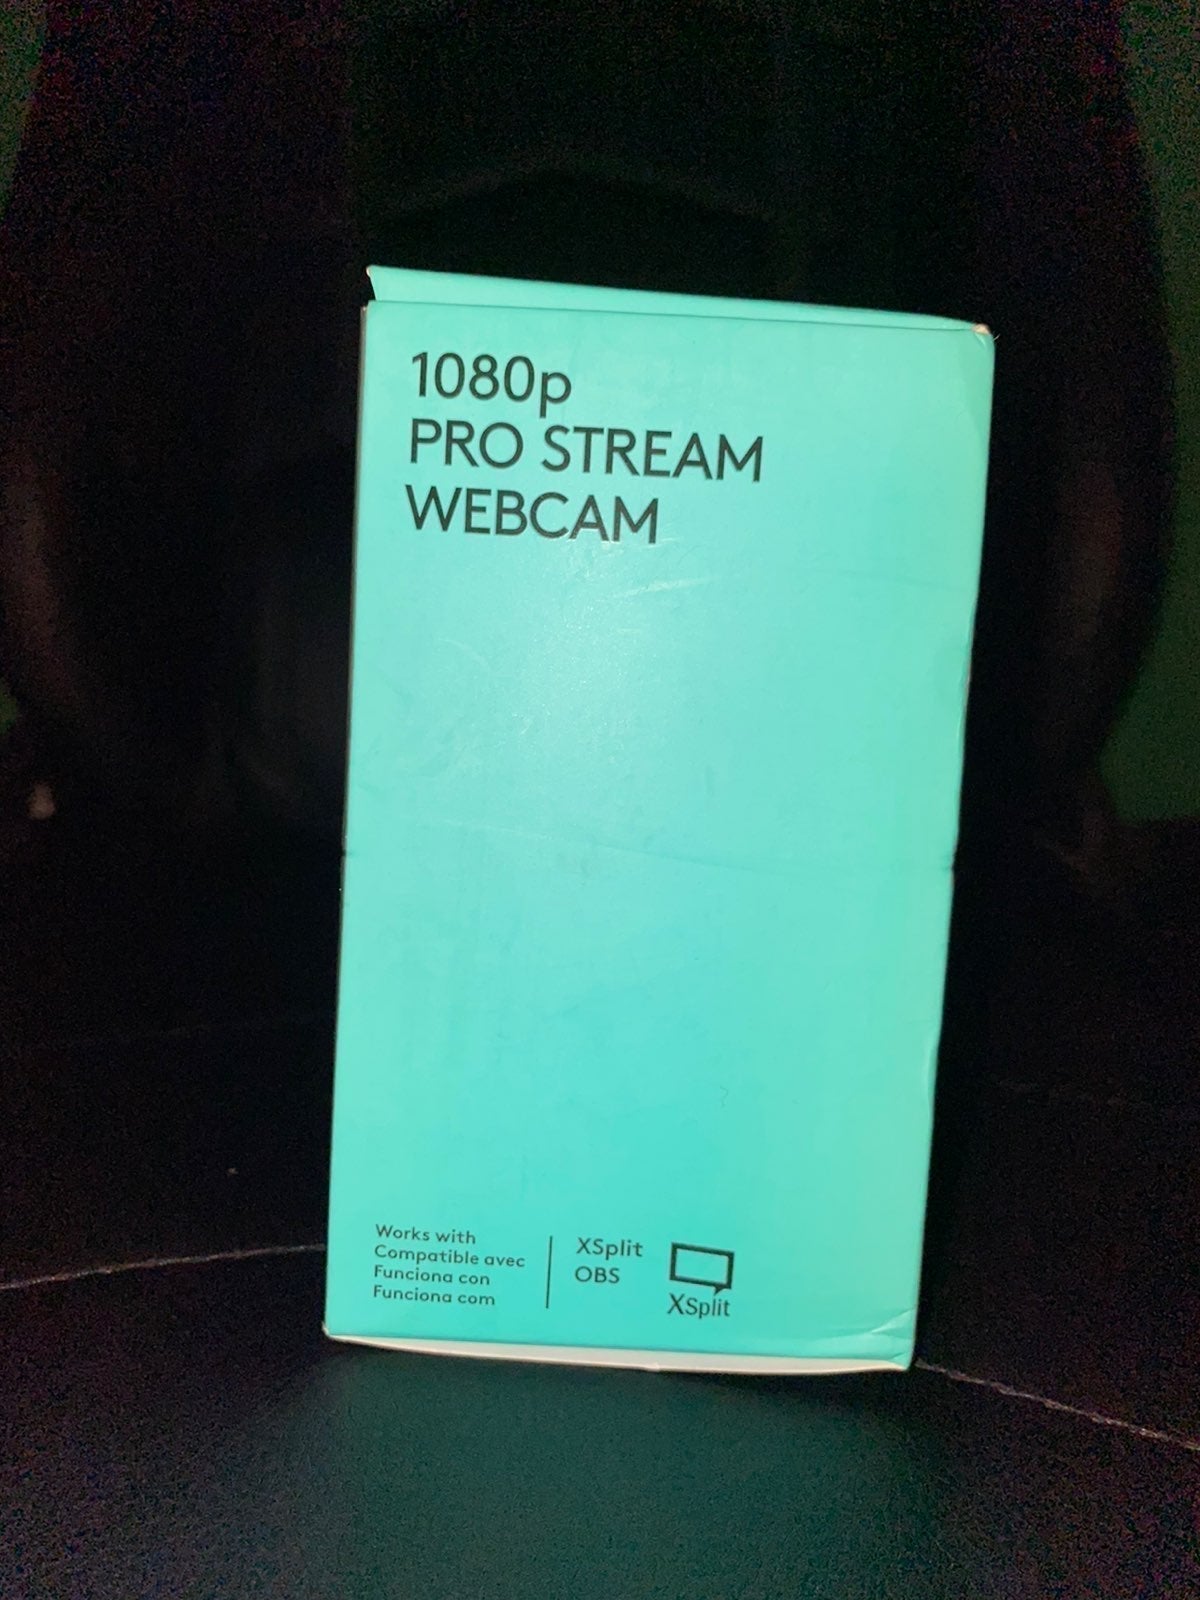 1080p
PRO STREAM
WEBCAM
Works with
Compatible avec
Funciona con
Funciona com
XSplit
OBS
XSplit